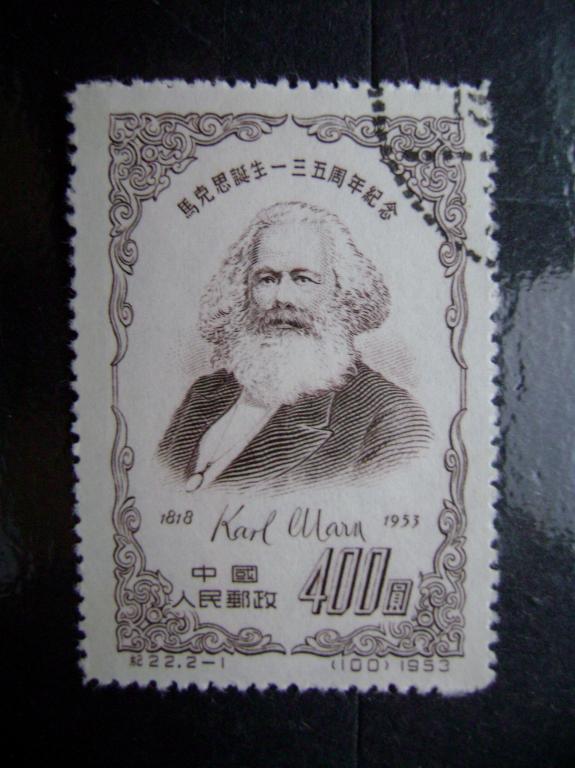 馬克思誕生一三五周年紀念
1818 Karl Marx 1953
中國
人民郵政 400圓
紀22.2-1 (100) 1953